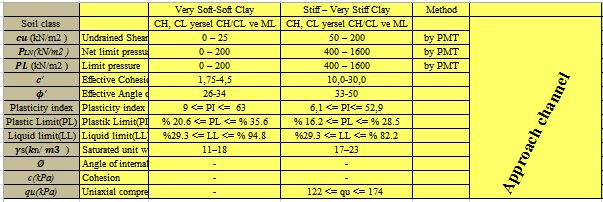 Very Soft-Soft Clay Stiff – Very Stiff Clay Method
Soil class CH, CL yersel CH/CL ve ML CH, CL yersel CH/CL ve ML
cu (kN/m2 ) Undrained Shear 0 – 25 50 – 200 by PMT
PLN(kN/m2 ) Net limit pressu 0 – 200 400 – 1600 by PMT
PL (kN/m2 ) Limit pressure 0 – 200 400 – 1600 by PMT
c' Effective Cohesio 1,75-4,5 10,0-30,0
ϕ' Effective Angle o 26-34 33-50
Plasticity index Plasticity index 9 <= PI <= 63 6,1 <= PI<= 52,9
Plastic Limit(PL) Plastik Limit(Pl % 20.6 <= PL <= % 35.6 % 16.2 <= PL <= % 28.5
Liquid limit(LL) Liquid limit(LL) %29.3 <= LL <= % 94.8 %29.3 <= LL <= % 82.2
γs(kn/ m3 ) Saturated unit w 11–18 17–23
Ø Angle of internal - -
c(kPa) Cohesion - -
qu(kPa) Uniaxial compre - 122 <= qu <= 174
Approach channel